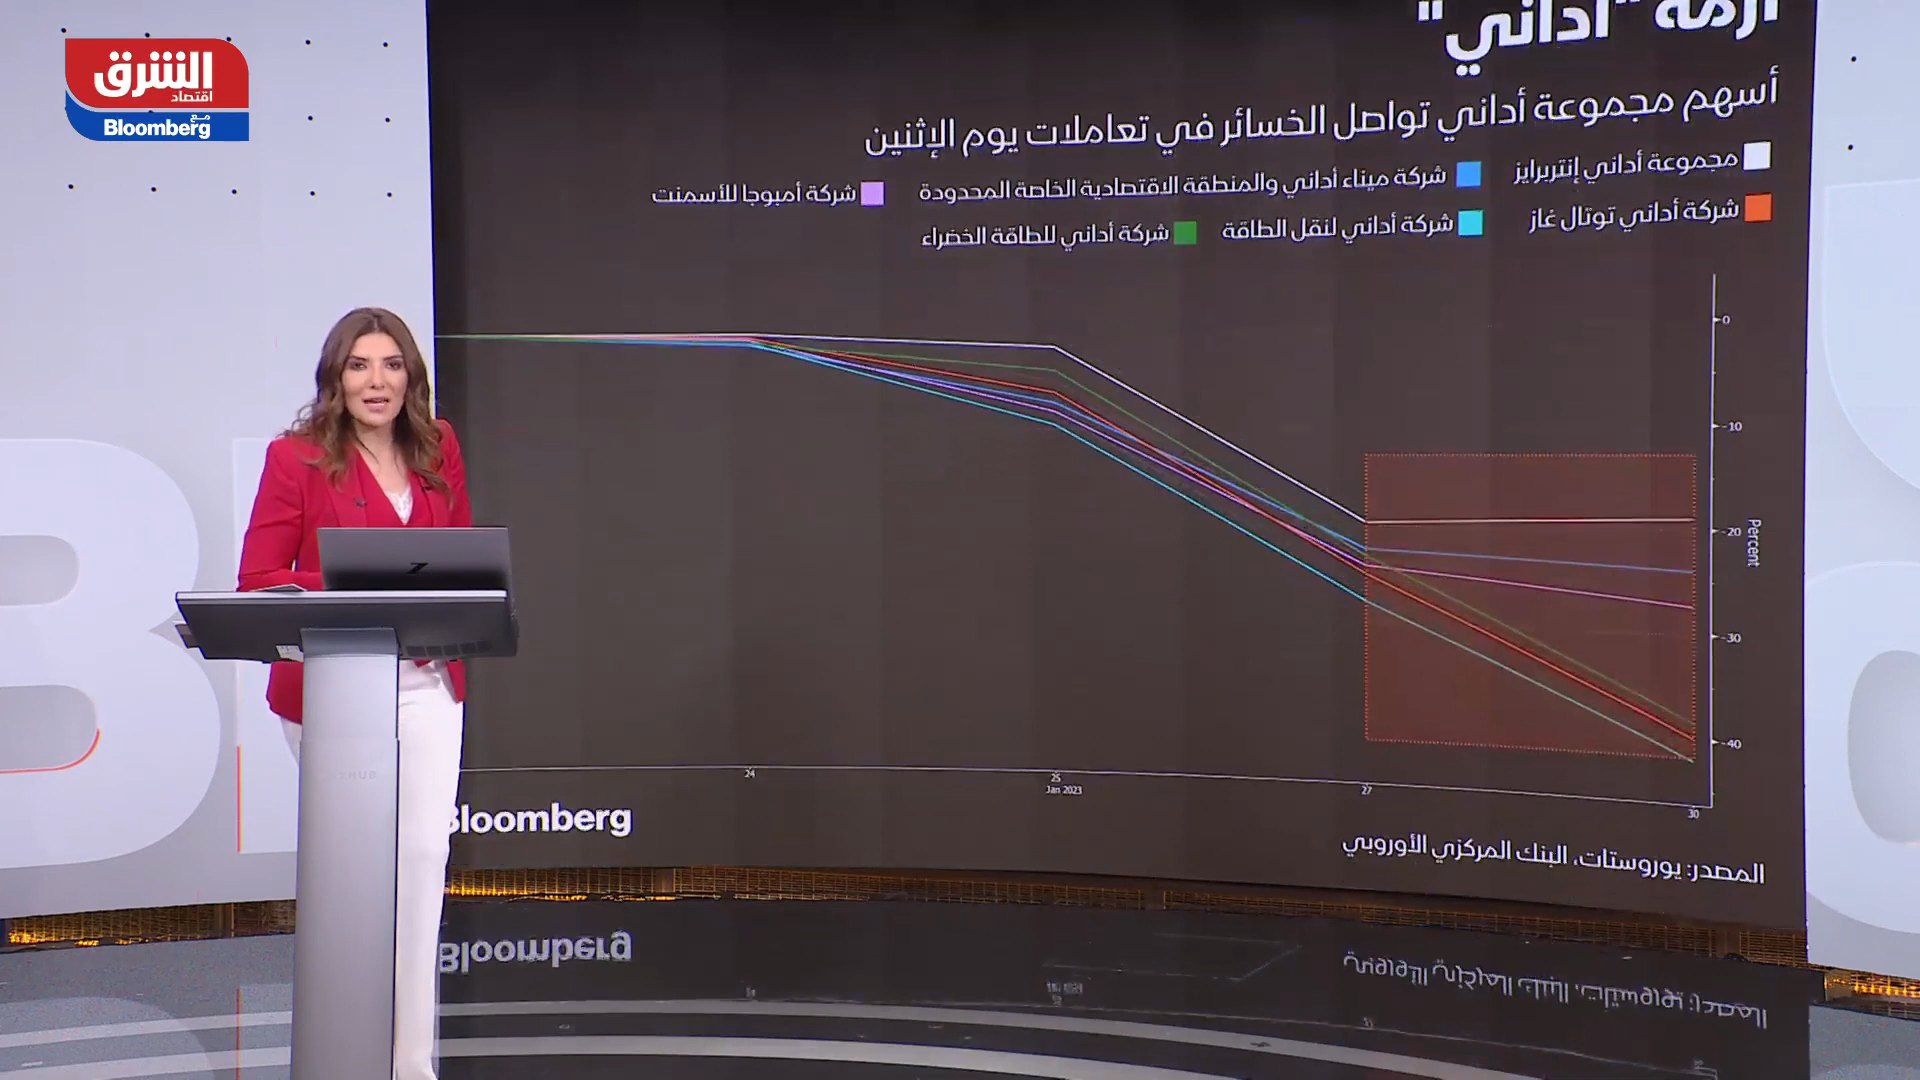 الشرق
اقتصاد
مع
Bloomberg
أزمة "أداني"
أسهم مجموعة أداني تواصل الخسائر في تعاملات يوم الإثنين
مجموعة أداني إنتربرايز
شركة ميناء أداني والمنطقة الاقتصادية الخاصة المحدودة
شركة أمبوجا للأسمنت
شركة أداني توتال غاز
شركة أداني لنقل الطاقة
شركة أداني للطاقة الخضراء
0
-10
-20
Percent
-30
-40
24
25
27
30
Jan 2023
Bloomberg
المصدر: يوروستات، البنك المركزي الأوروبي